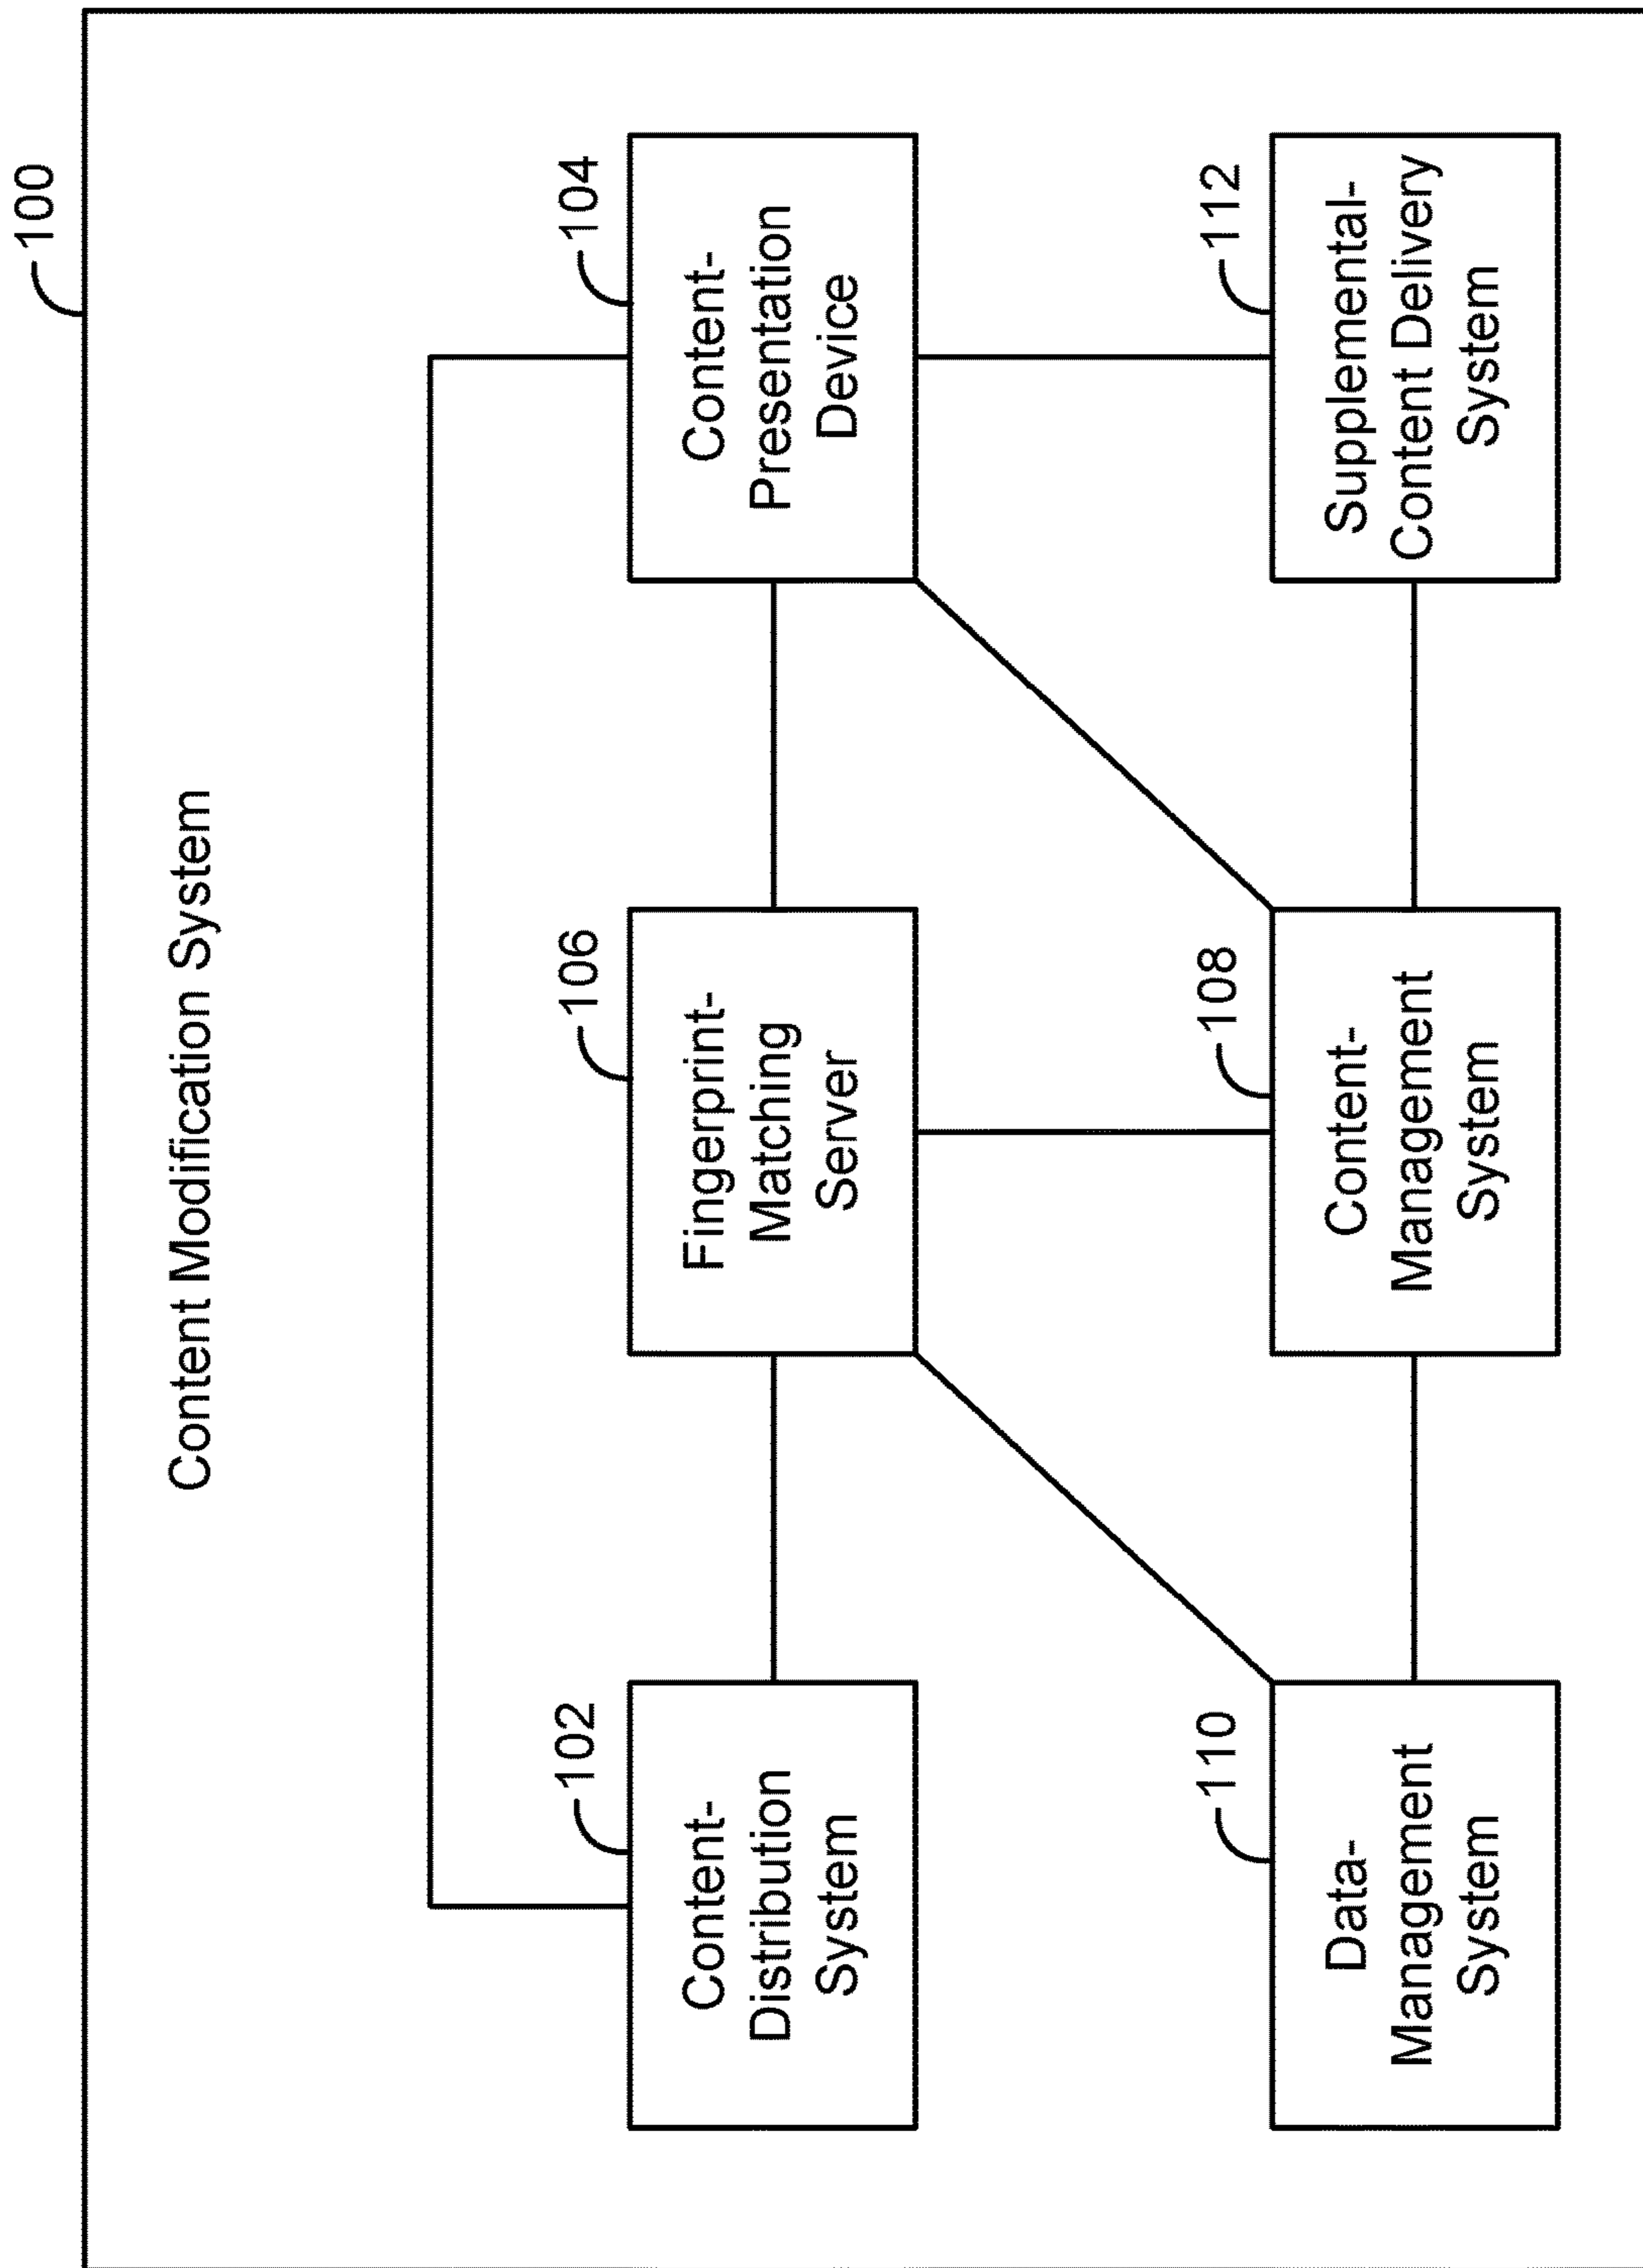 100
Content Modification System
102
Content-
Distribution
System
106
Fingerprint-
Matching
Server
104
Content-
Presentation
Device
110
Data-
Management
System
108
Content-
Management
System
112
Supplemental-
Content Delivery
System